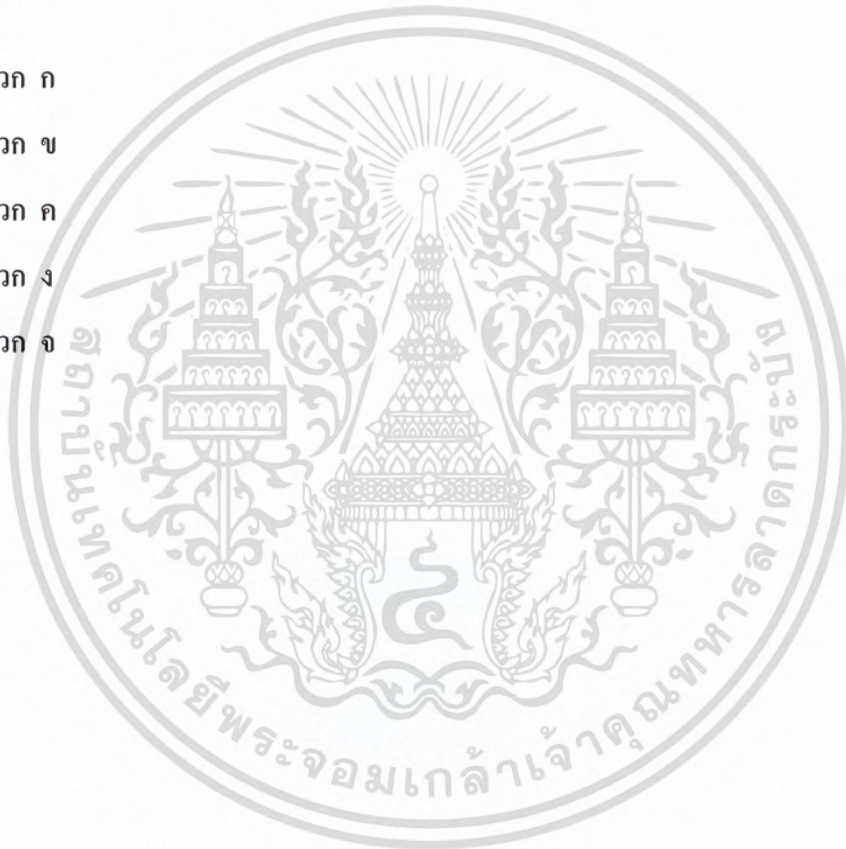 วก ก
วก ข
วก ค
วก ง
วก จ
สถาบันเทคโนโลยีพระจอมเกล้าเจ้าคุณทหารลาดกระบัง